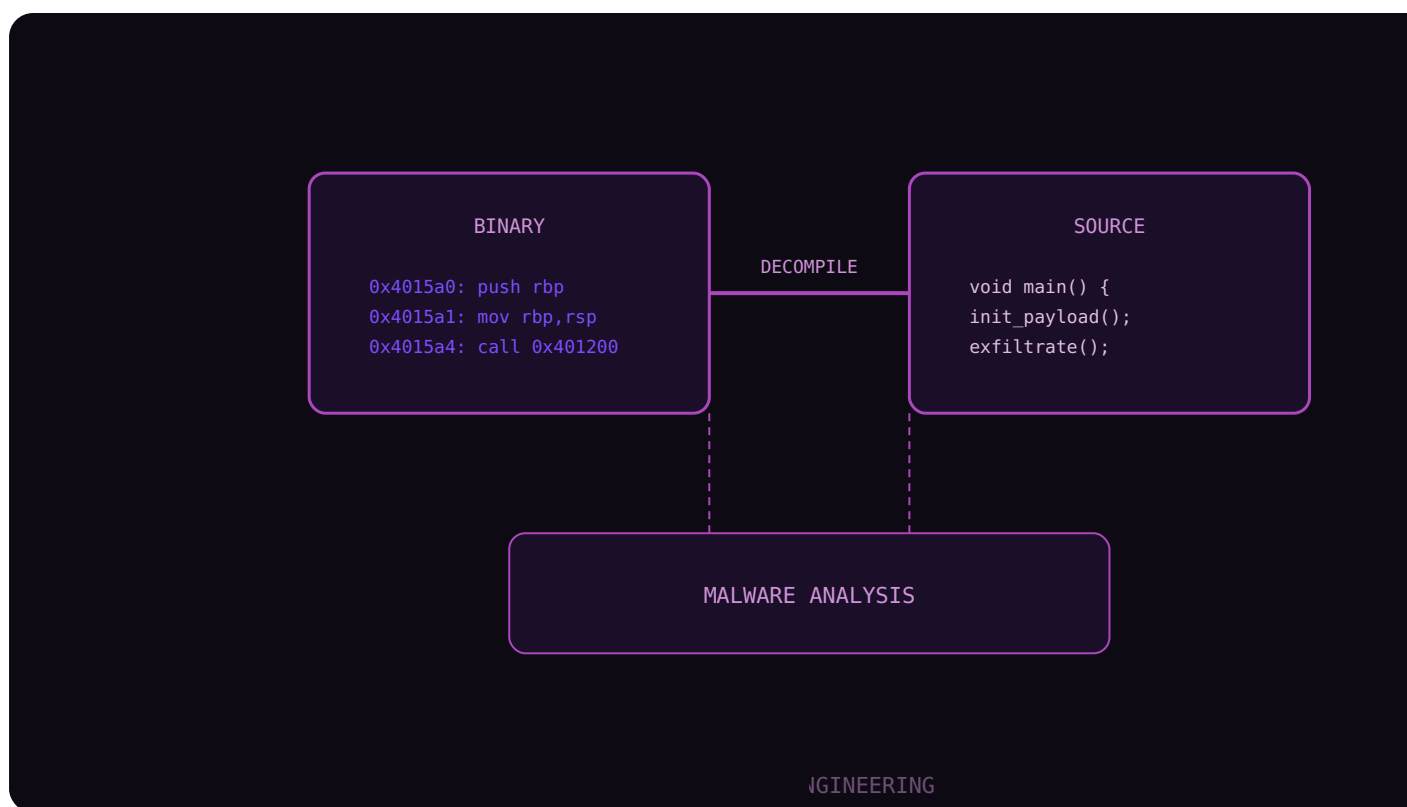 BINARY
0x4015a0: push rbp
0x4015a1: mov rbp,rsp
0x4015a4: call 0x401200
DECOMPILE
SOURCE
void main() {
init_payload();
exfiltrate();
MALWARE ANALYSIS